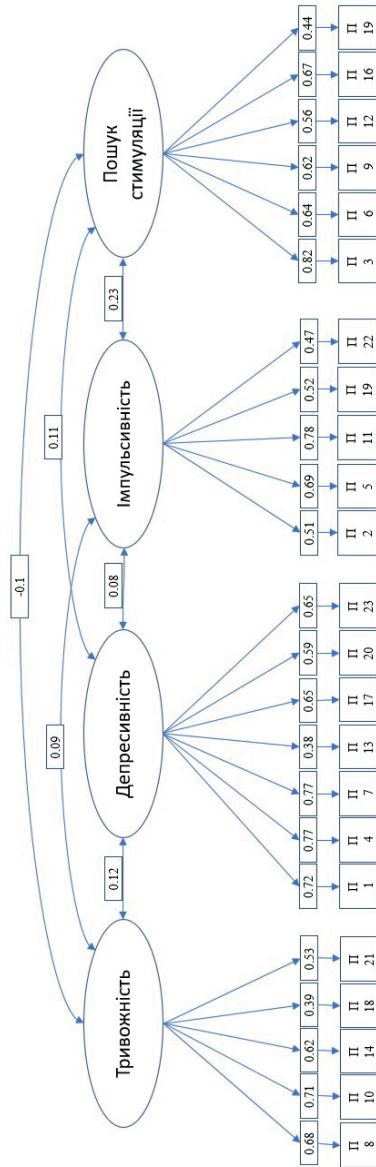 -0.1
0.11
0.09
Тривожність
0.12
Депресивність
0.08
Імпульсивність
0.23
Пошук
стимуляції
0.68
0.71
0.62
0.39
0.53
0.72
0.77
0.77
0.38
0.65
0.59
0.65
0.51
0.69
0.78
0.52
0.47
0.82
0.64
0.62
0.56
0.67
0.44
П
8
П
10
П
14
П
18
П
21
П
1
П
4
П
7
П
13
П
17
П
20
П
23
П
2
П
5
П
11
П
19
П
22
П
3
П
6
П
9
П
12
П
16
П
19